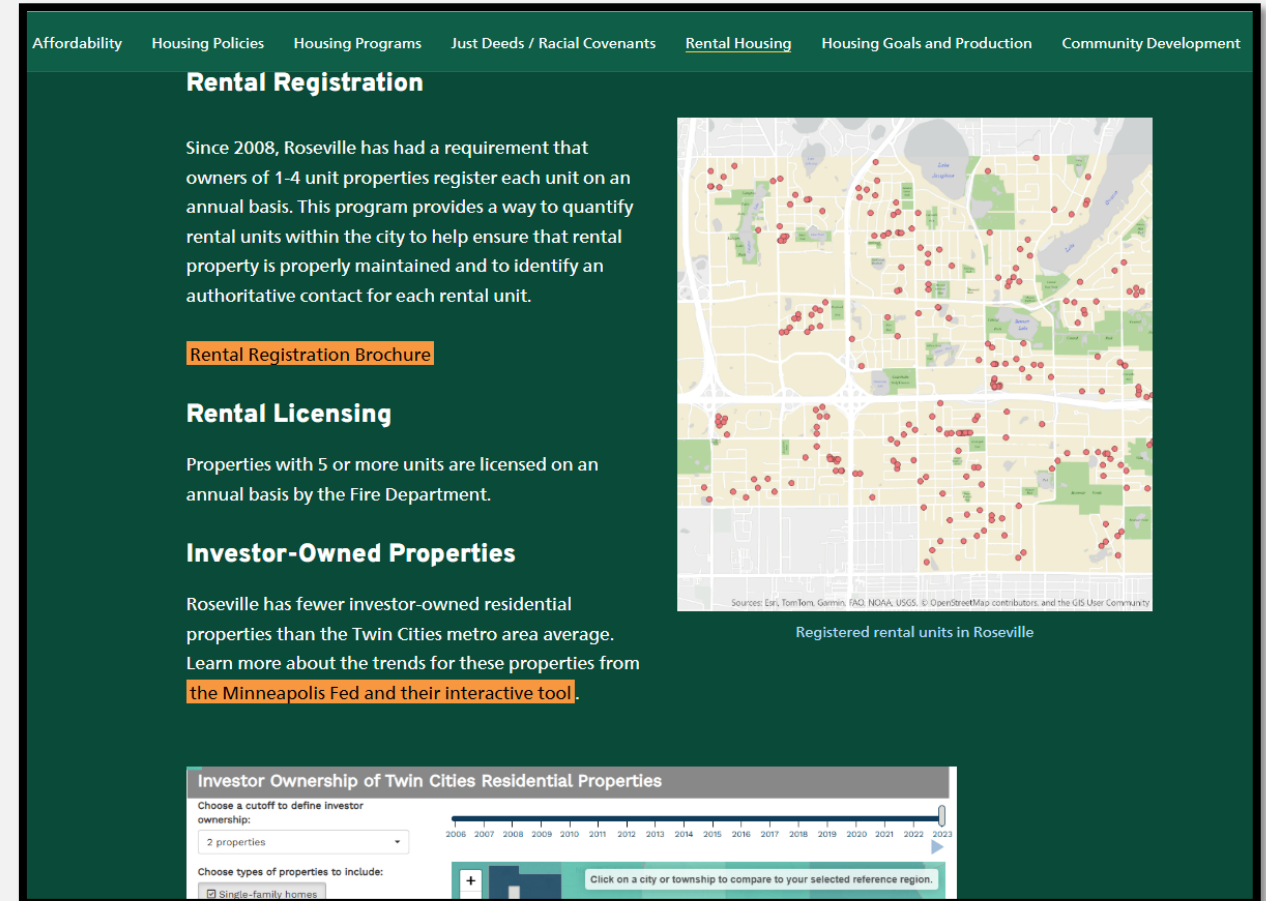 Affordability Housing Policies Housing Programs Just Deeds / Racial Covenants Rental Housing Housing Goals and Production Community Development
Rental Registration
Since 2008, Roseville has had a requirement that
owners of 1-4 unit properties register each unit on an
annual basis. This program provides a way to quantify
rental units within the city to help ensure that rental
property is properly maintained and to identify an
authoritative contact for each rental unit.
Rental Registration Brochure
Rental Licensing
Properties with 5 or more units are licensed on an
annual basis by the Fire Department.
Investor-Owned Properties
Roseville has fewer investor-owned residential
properties than the Twin Cities metro area average.
Learn more about the trends for these properties from
the Minneapolis Fed and their interactive tool.
Lake
Josephine
Sources: Esri, TomTom, Garmin, FAO, NOAA, USGS, © OpenStreetMap contributors, and the GIS User Community
Registered rental units in Roseville
Investor Ownership of Twin Cities Residential Properties
Choose a cutoff to define investor
ownership:
2 properties
2006 2007 2008 2009 2010 2011 2012 2013 2014 2015 2016 2017 2018 2019 2020 2021 2022 2023
Choose types of properties to include:
Single-family homes
+
Click on a city or township to compare to your selected reference region.